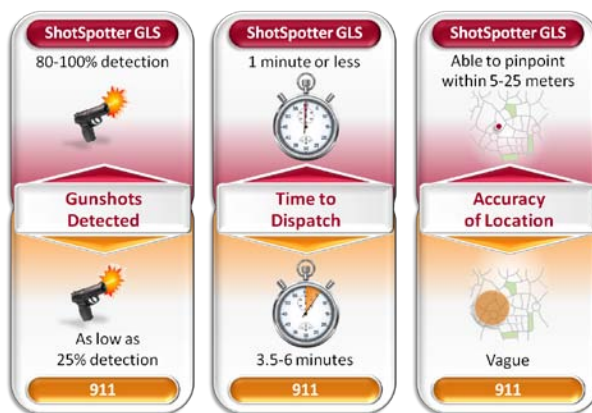 ShotSpotter GLS
80-100% detection
Gunshots
Detected
As low as
25% detection
911
ShotSpotter GLS
1 minute or less
Time to
Dispatch
3.5-6 minutes
911
ShotSpotter GLS
Able to pinpoint
within 5-25 meters
Accuracy
of Location
Vague
911